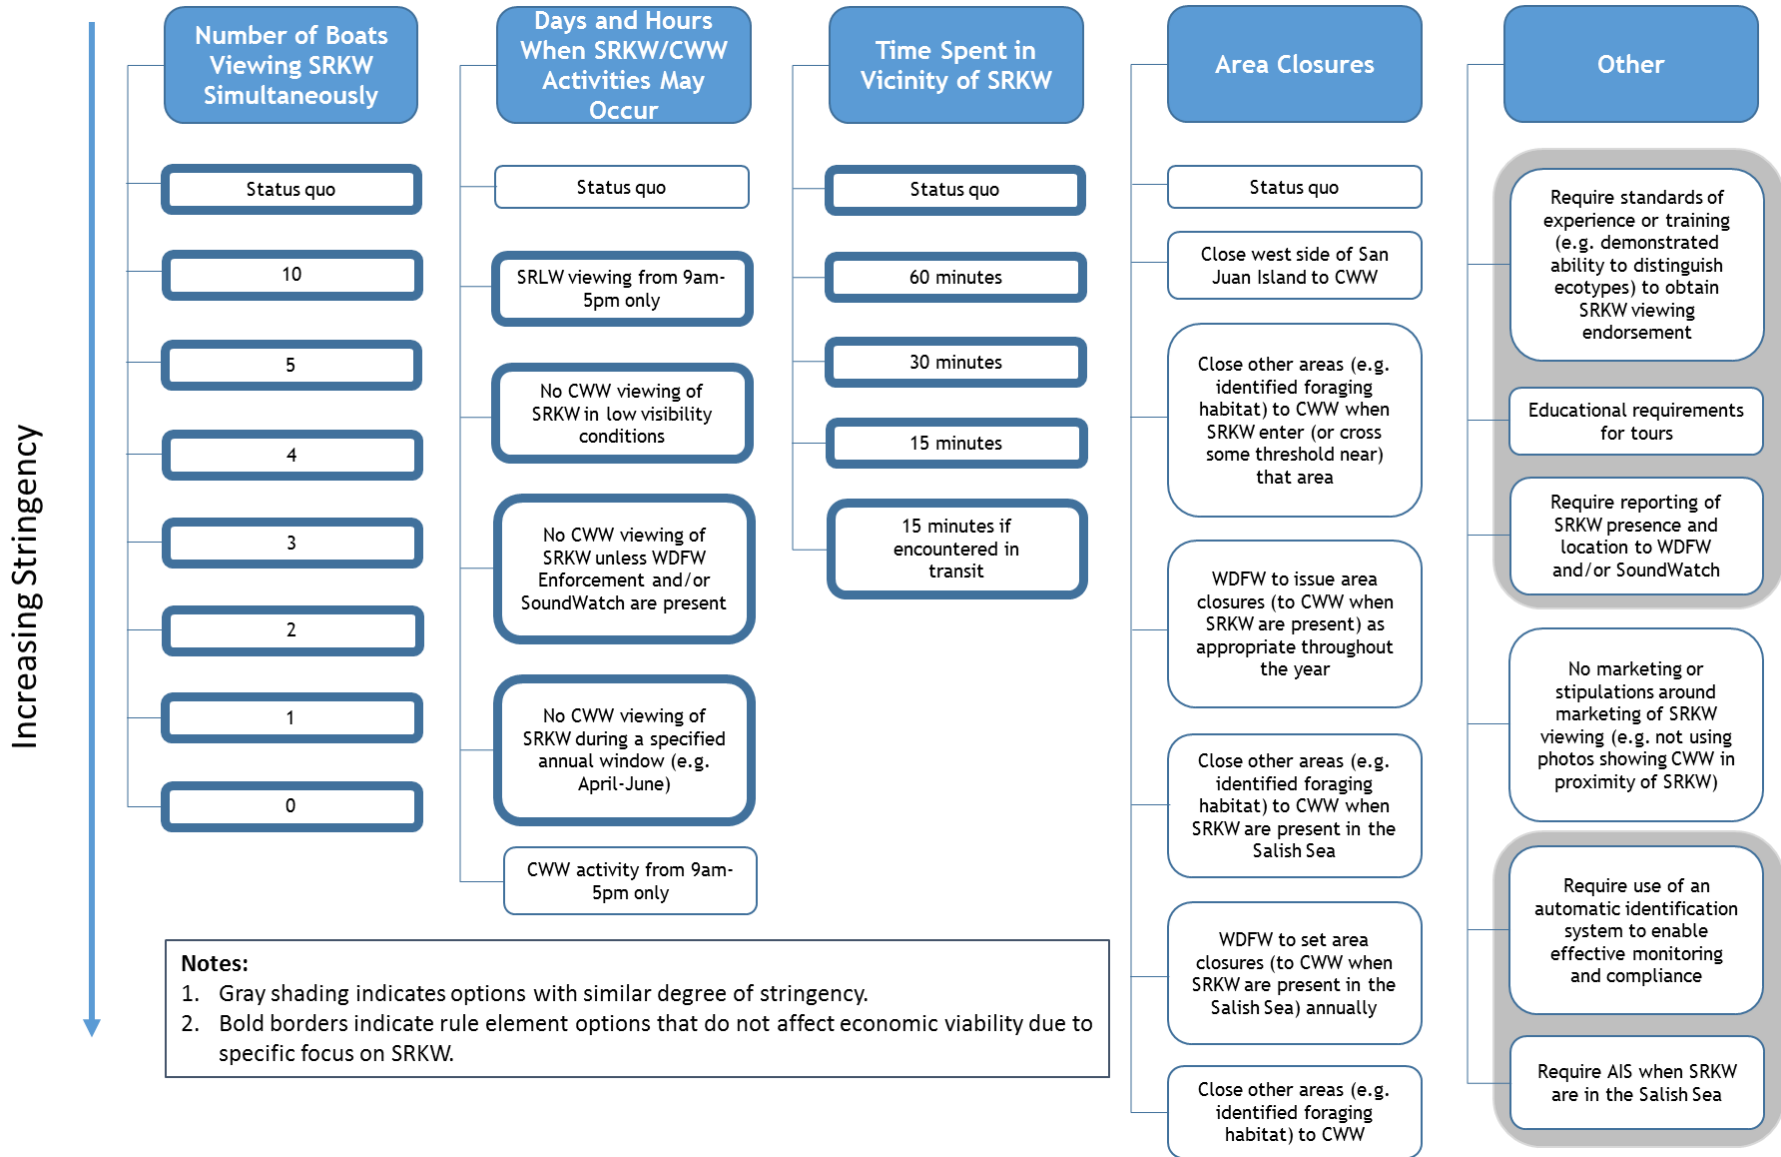 Increasing Stringency
Number of Boats
Viewing SRKW
Simultaneously
Status quo
10
5
4
3
2
1
0
Days and Hours
When SRKW/CWW
Activities May
Occur
Status quo
SRLW viewing from 9am-
5pm only
No CWW viewing of
SRKW in low visibility
conditions
No CWW viewing of
SRKW unless WDFW
Enforcement and/or
SoundWatch are present
No CWW viewing of
SRKW during a specified
annual window (e.g.
April-June)
CWW activity from 9am-
5pm only
Time Spent in
Vicinity of SRKW
Status quo
60 minutes
30 minutes
15 minutes
15 minutes if
encountered in
transit
Area Closures
Status quo
Close west side of San
Juan Island to CWW
Close other areas (e.g.
identified foraging
habitat) to CWW when
SRKW enter (or cross
some threshold near)
that area
WDFW to issue area
closures (to CWW when
SRKW are present) as
appropriate throughout
the year
Close other areas (e.g.
identified foraging
habitat) to CWW when
SRKW are present in the
Salish Sea
WDFW to set area
closures (to CWW when
SRKW are present in the
Salish Sea) annually
Close other areas (e.g.
identified foraging
habitat) to CWW
Other
Require standards of
experience or training
(e.g. demonstrated
ability to distinguish
ecotypes) to obtain
SRKW viewing
endorsement
Educational requirements
for tours
Require reporting of
SRKW presence and
location to WDFW
and/or SoundWatch
No marketing or
stipulations around
marketing of SRKW
viewing (e.g. not using
photos showing CWW in
proximity of SRKW)
Require use of an
automatic identification
system to enable
effective monitoring
and compliance
Require AIS when SRKW
are in the Salish Sea
Notes:
1. Gray shading indicates options with similar degree of stringency.
2. Bold borders indicate rule element options that do not affect economic viability due to
specific focus on SRKW.